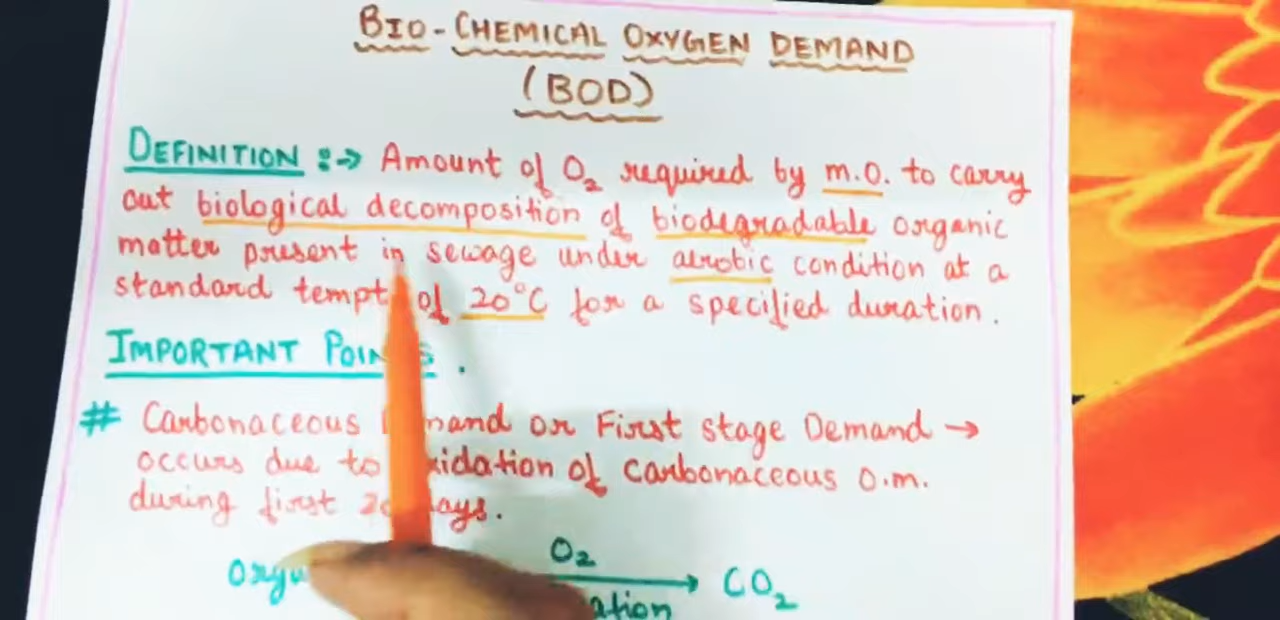 BIO-CHEMICAL OXYGEN DEMAND
(BOD)
DEFINITION :→ Amount of O₂ required by m.O. to carry
out biological decomposition of biodegradable organic
matter present in sewage under aerobic condition at a
standard tempt of 20°C for a specified duration.
IMPORTANT .
# Carbonaceous or First stage Demand →
occurs due to of carbonaceous o.m.
during first
O₂
→ CO₂